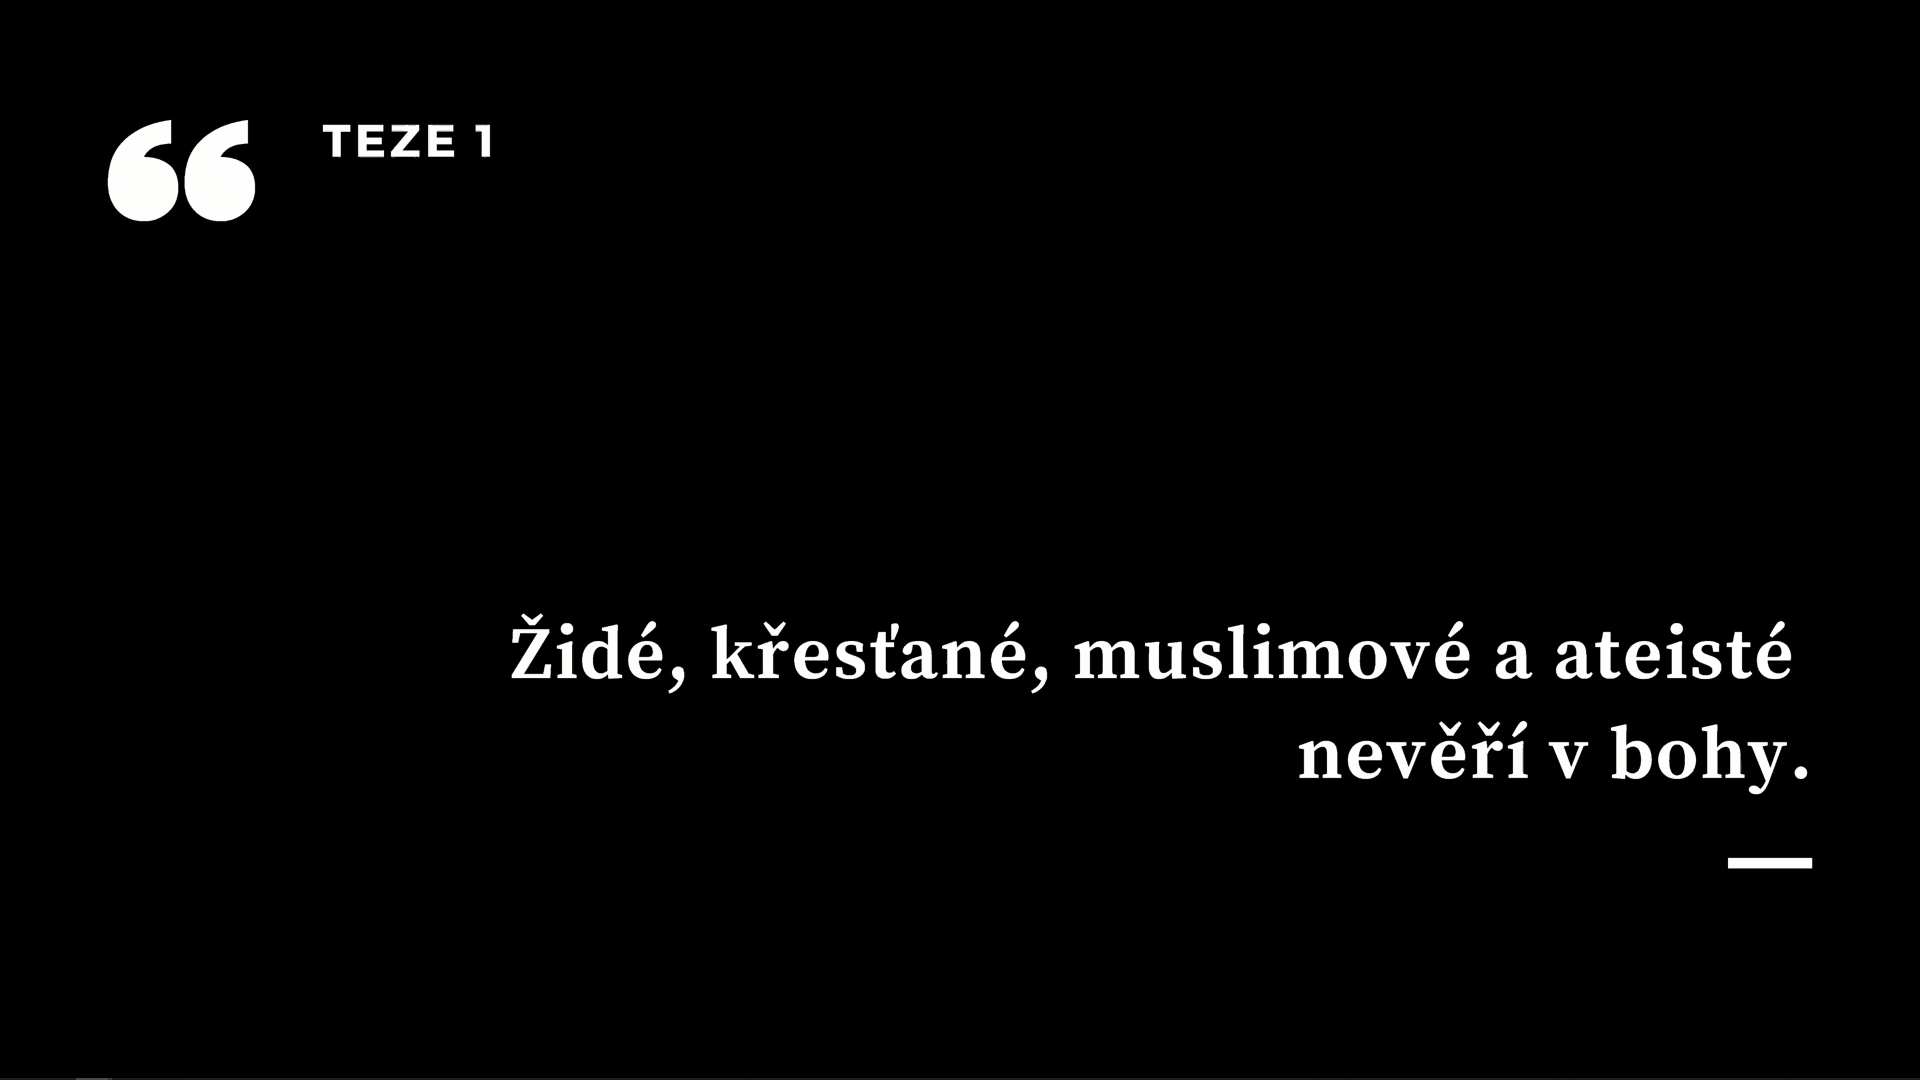 “ TEZE 1
Židé, křesťané, muslimové a ateisté
nevěří v bohy.